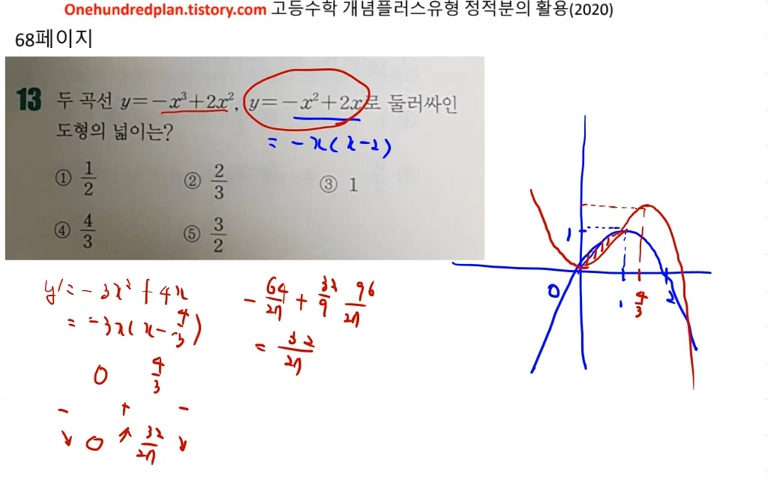 Onehundredplan.tistory.com 고등수학 개념플러스유형 정적분의 활용(2020)
68페이지
13 두 곡선 y=-x³+2x², y=-x²+2x로 둘러싸인
도형의 넓이는?
= -x(x-2)
① 1/2 ② 2/3 ③ 1
④ 4/3 ⑤ 3/2
y'= -3x²+4x
= -3x(x-4/3)
0 4/3
- + -
↘ 0 ↗ 32/27 ↘
-64/27 + 32/9 96/27
= 32/27
1
0 1 4/3 2